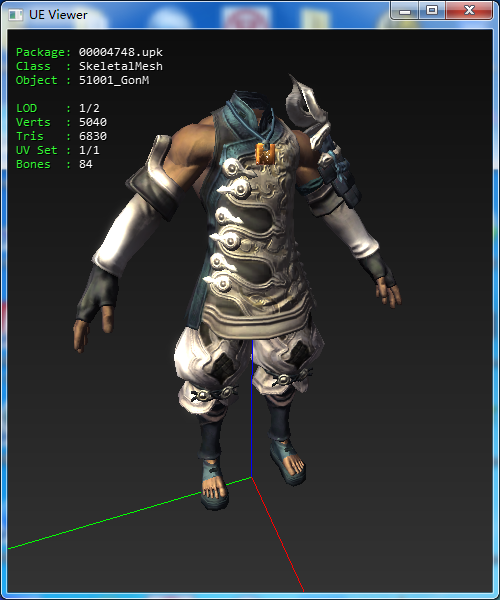 UE Viewer
Package: 00004748.upk
Class : SkeletalMesh
Object : 51001_GonM
LOD : 1/2
Verts : 5040
Tris : 6830
UV Set : 1/1
Bones : 84